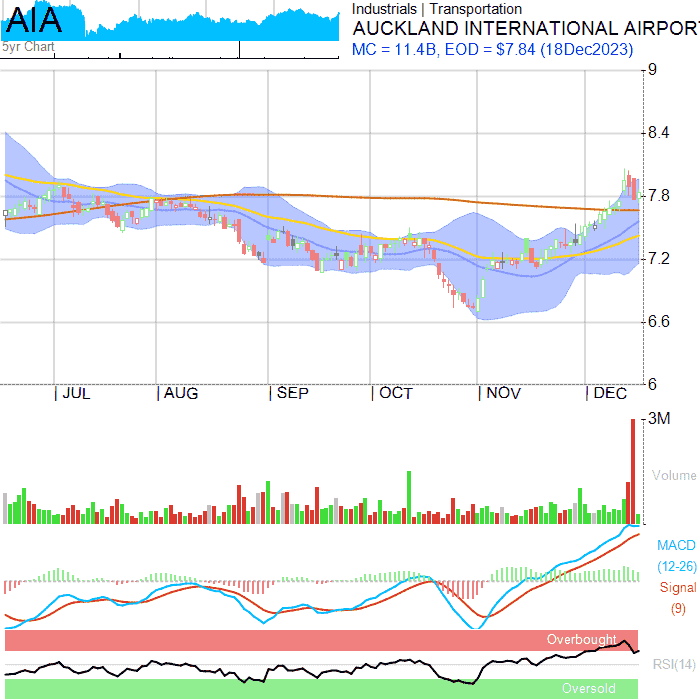 AIA
Industrials | Transportation
AUCKLAND INTERNATIONAL AIRPORT
MC = 11.4B, EOD = $7.84 (18Dec2023)
5yr Chart
9
8.4
7.8
7.2
6.6
6
JUL
AUG
SEP
OCT
NOV
DEC
3M
Volume
MACD
(12-26)
Signal
(9)
Overbought
RSI(14)
Oversold